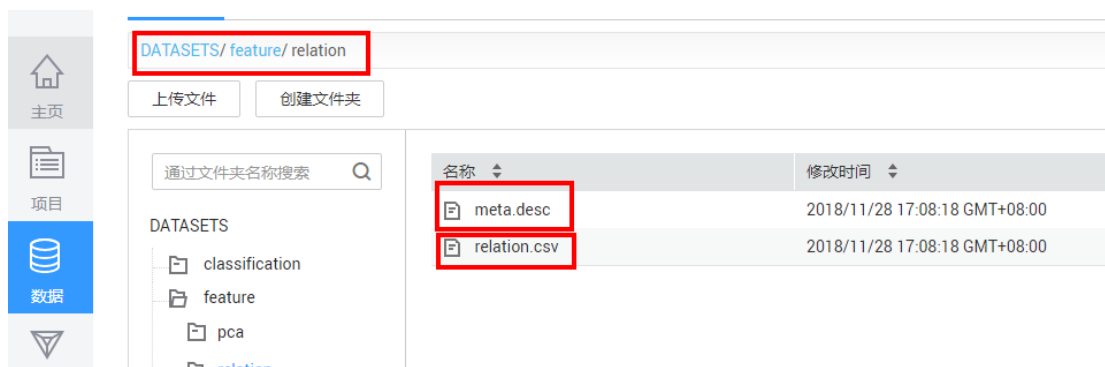 DATASETS/ feature/ relation
上传文件 创建文件夹
主页
项目
数据
通过文件夹名称搜索
DATASETS
classification
feature
pca
relation
名称 修改时间
meta.desc 2018/11/28 17:08:18 GMT+08:00
relation.csv 2018/11/28 17:08:18 GMT+08:00